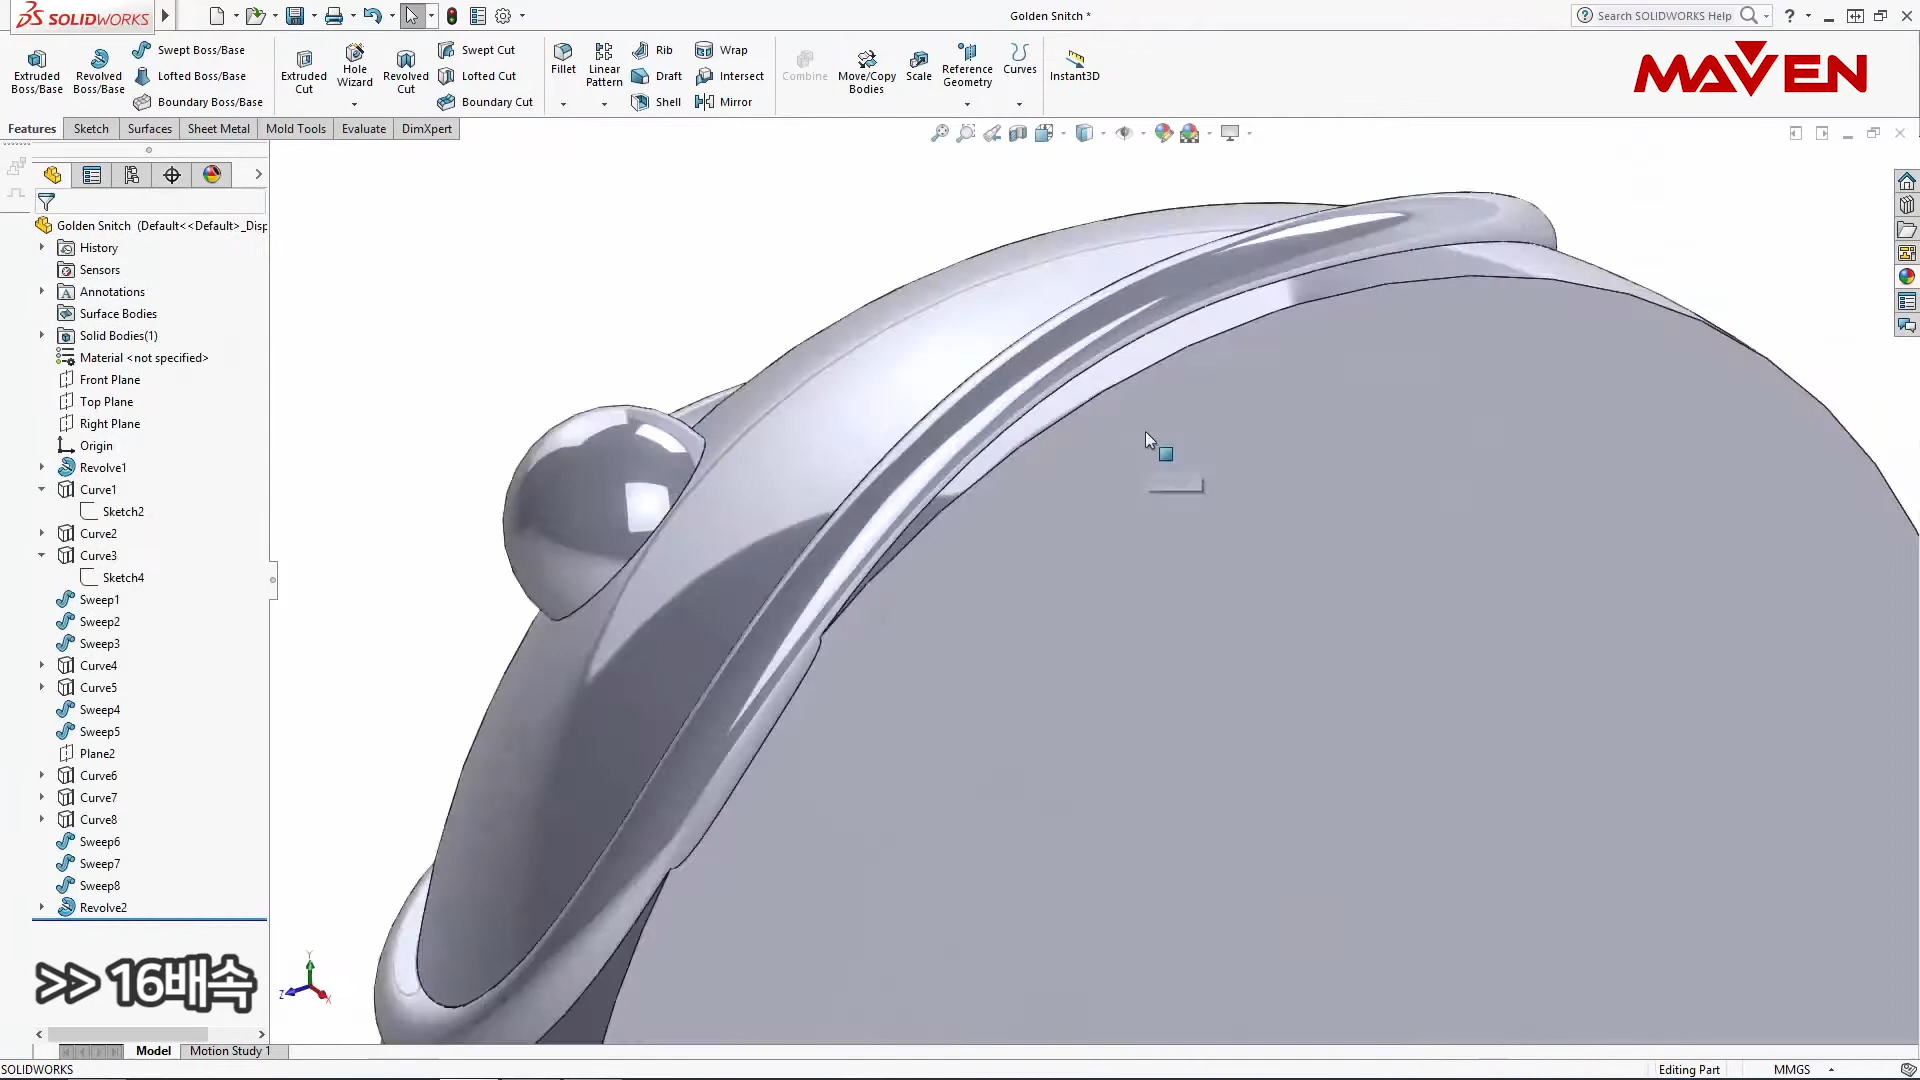 SOLIDWORKS
Golden Snitch *
Search SOLIDWORKS Help
?
Extruded Boss/Base
Revolved Boss/Base
Swept Boss/Base
Lofted Boss/Base
Boundary Boss/Base
Extruded Cut
Hole Wizard
Revolved Cut
Swept Cut
Lofted Cut
Boundary Cut
Fillet
Linear Pattern
Rib
Draft
Shell
Wrap
Intersect
Mirror
Combine
Move/Copy Bodies
Scale
Reference Geometry
Curves
Instant3D
MAVEN
Features
Sketch
Surfaces
Sheet Metal
Mold Tools
Evaluate
DimXpert
Golden Snitch (Default<<Default>_Disp
History
Sensors
Annotations
Surface Bodies
Solid Bodies(1)
Material <not specified>
Front Plane
Top Plane
Right Plane
Origin
Revolve1
Curve1
Sketch2
Curve2
Curve3
Sketch4
Sweep1
Sweep2
Sweep3
Curve4
Curve5
Sweep4
Sweep5
Plane2
Curve6
Curve7
Curve8
Sweep6
Sweep7
Sweep8
Revolve2
>> 16배속
Y
Z
X
Model
Motion Study 1
SOLIDWORKS
Editing Part
MMGS